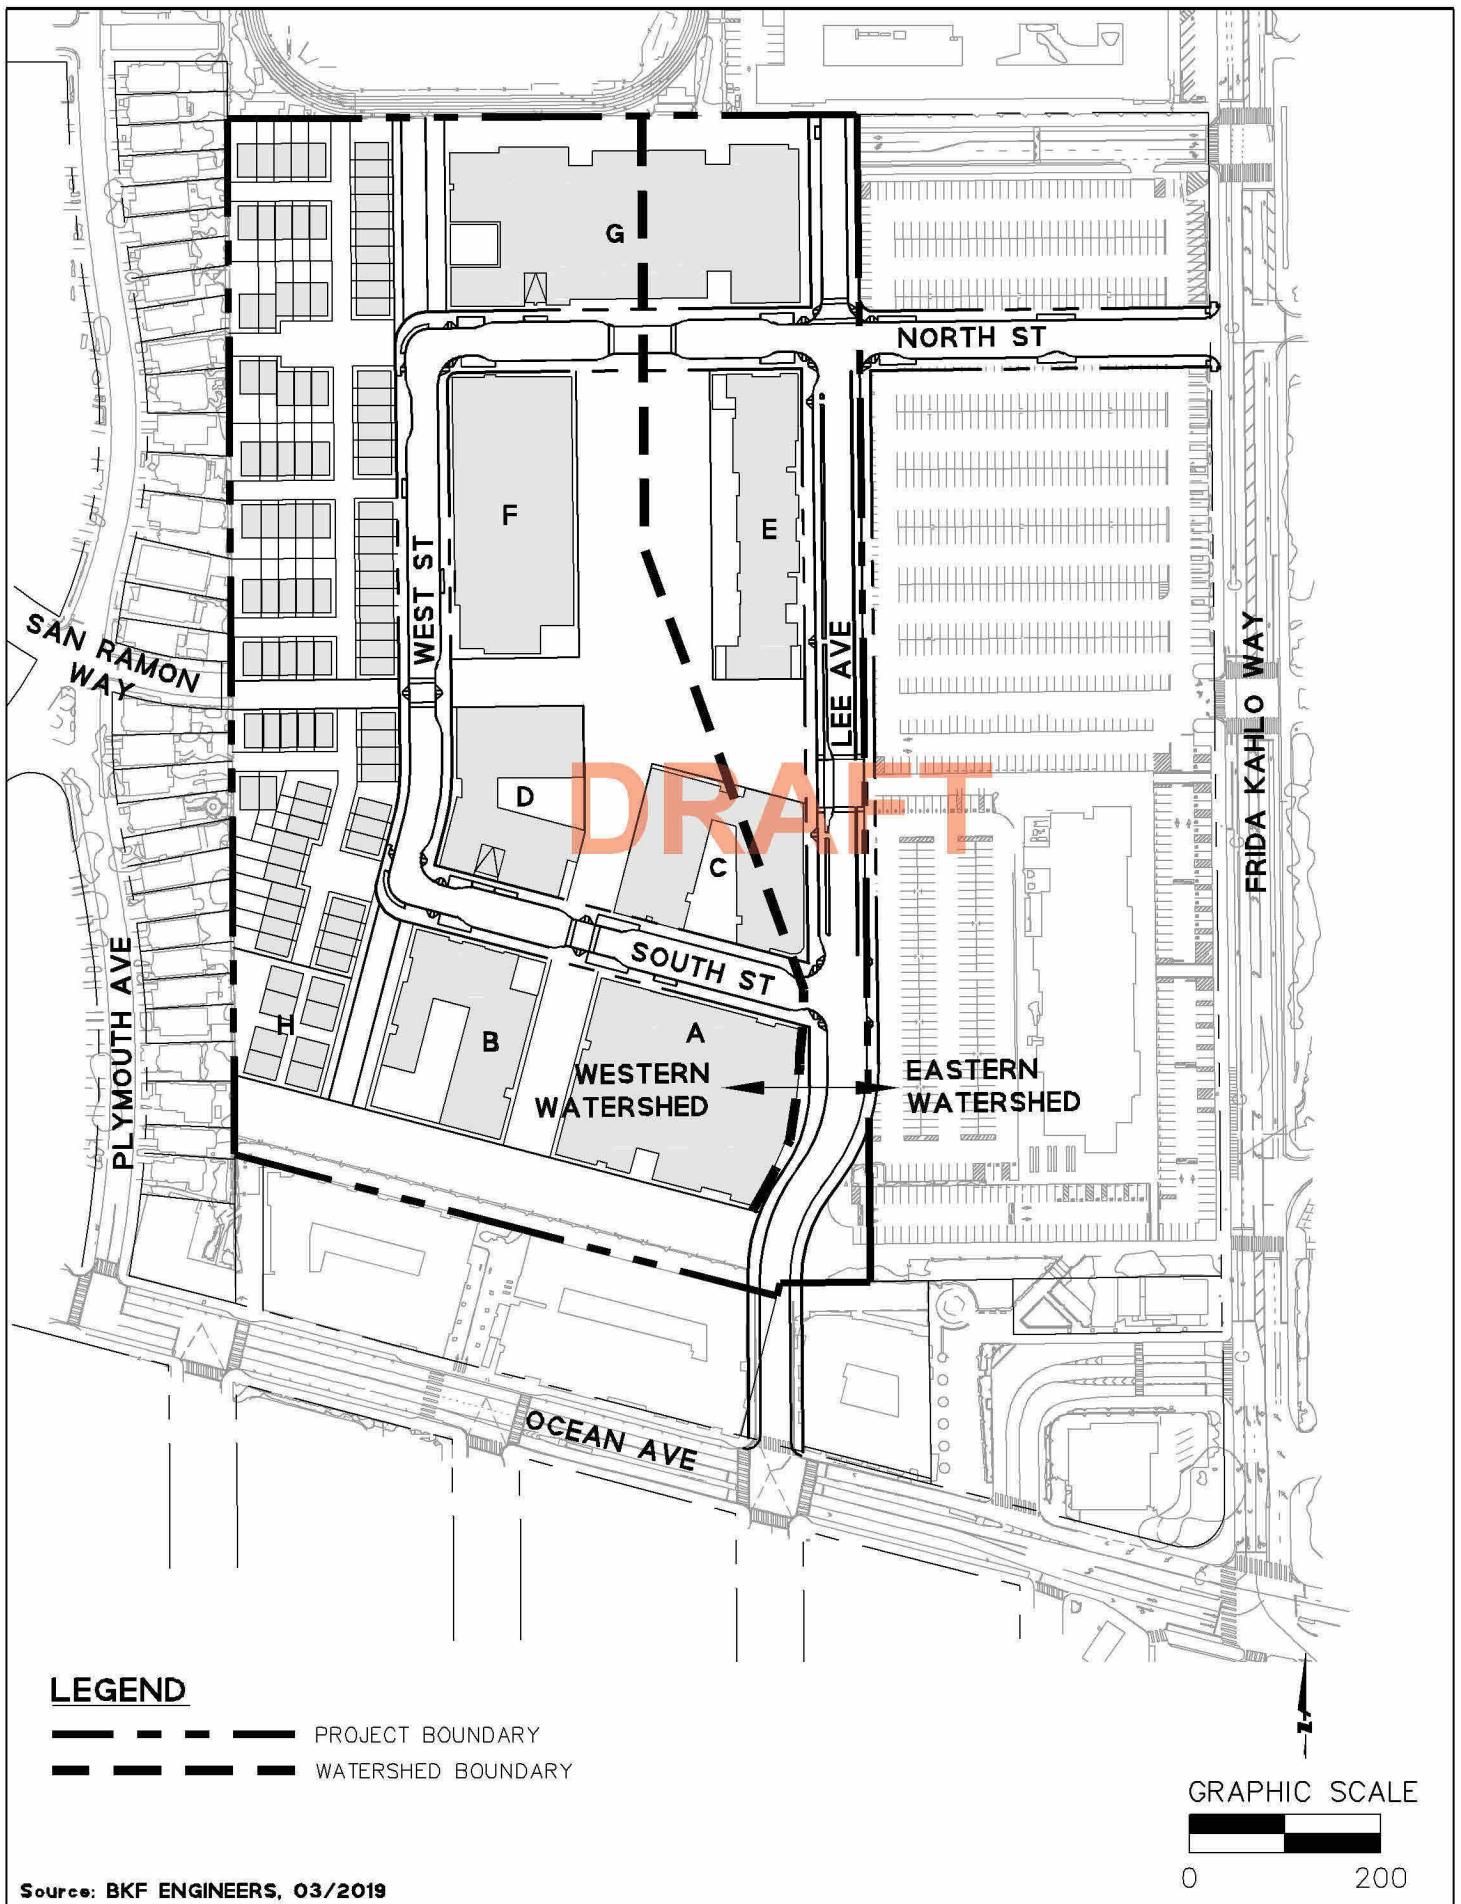 G
NORTH ST
F
E
WEST ST
SAN RAMON
WAY
LEE AVE
FRIDA KAHLO WAY
DRAFT
D
C
SOUTH ST
PLYMOUTH AVE
H
B
A
WESTERN
WATERSHED
EASTERN
WATERSHED
OCEAN AVE
LEGEND
PROJECT BOUNDARY
WATERSHED BOUNDARY
GRAPHIC SCALE
0 200
Source: BKF ENGINEERS, 03/2019